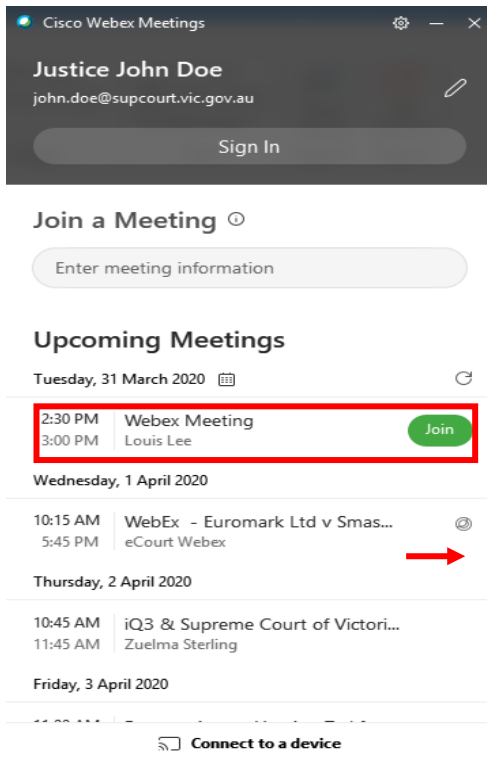 Cisco Webex Meetings
Justice John Doe
john.doe@supcourt.vic.gov.au
Sign In
Join a Meeting
Enter meeting information
Upcoming Meetings
Tuesday, 31 March 2020
2:30 PM Webex Meeting
3:00 PM Louis Lee
Join
Wednesday, 1 April 2020
10:15 AM WebEx - Euromark Ltd v Smas...
5:45 PM eCourt Webex
Thursday, 2 April 2020
10:45 AM iQ3 & Supreme Court of Victori...
11:45 AM Zuelma Sterling
Friday, 3 April 2020
Connect to a device